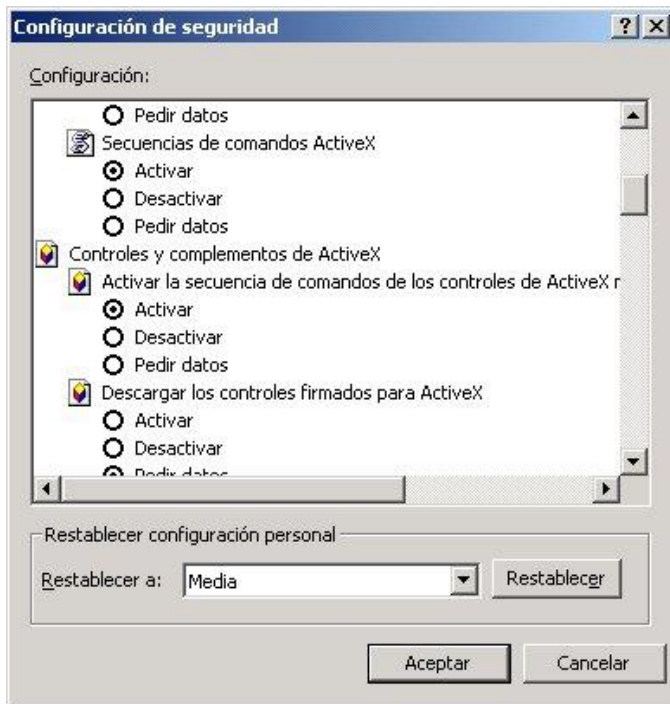 Configuración de seguridad
Configuración:
Pedir datos
Secuencias de comandos ActiveX
Activar
Desactivar
Pedir datos
Controles y complementos de ActiveX
Activar la secuencia de comandos de los controles de ActiveX r
Activar
Desactivar
Pedir datos
Descargar los controles firmados para ActiveX
Activar
Desactivar
Pedir datos
Restablecer configuración personal
Restablecer a:
Media
Restablecer
Aceptar
Cancelar